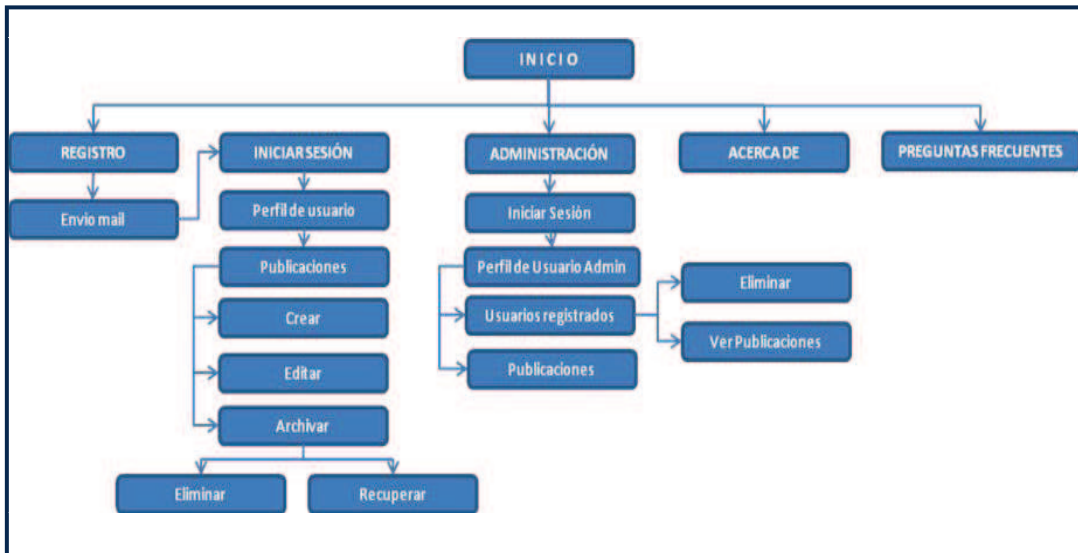 INICIO
REGISTRO
INICIAR SESIÓN
ADMINISTRACIÓN
ACERCA DE
PREGUNTAS FRECUENTES
Envio mail
Perfil de usuario
Iniciar Sesión
Publicaciones
Perfil de Usuario Admin
Eliminar
Crear
Usuarios registrados
Ver Publicaciones
Editar
Publicaciones
Archivar
Eliminar
Recuperar